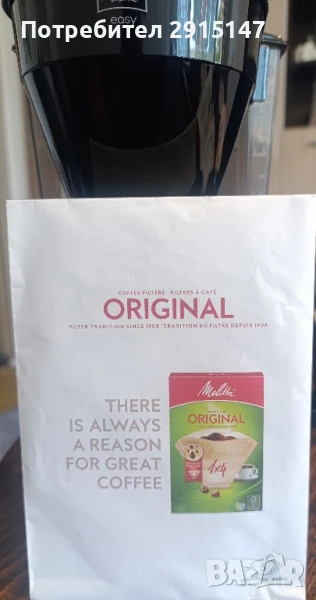 Потребител 2915147
easy
COFFEE FILTERS · FILTRES À CAFÉ
ORIGINAL
FILTER TRADITION SINCE 1908 · TRADITION DU FILTRE DEPUIS 1908
THERE
IS ALWAYS
A REASON
FOR GREAT
COFFEE
Melitta
ORIGINAL
1x4
BAZAR